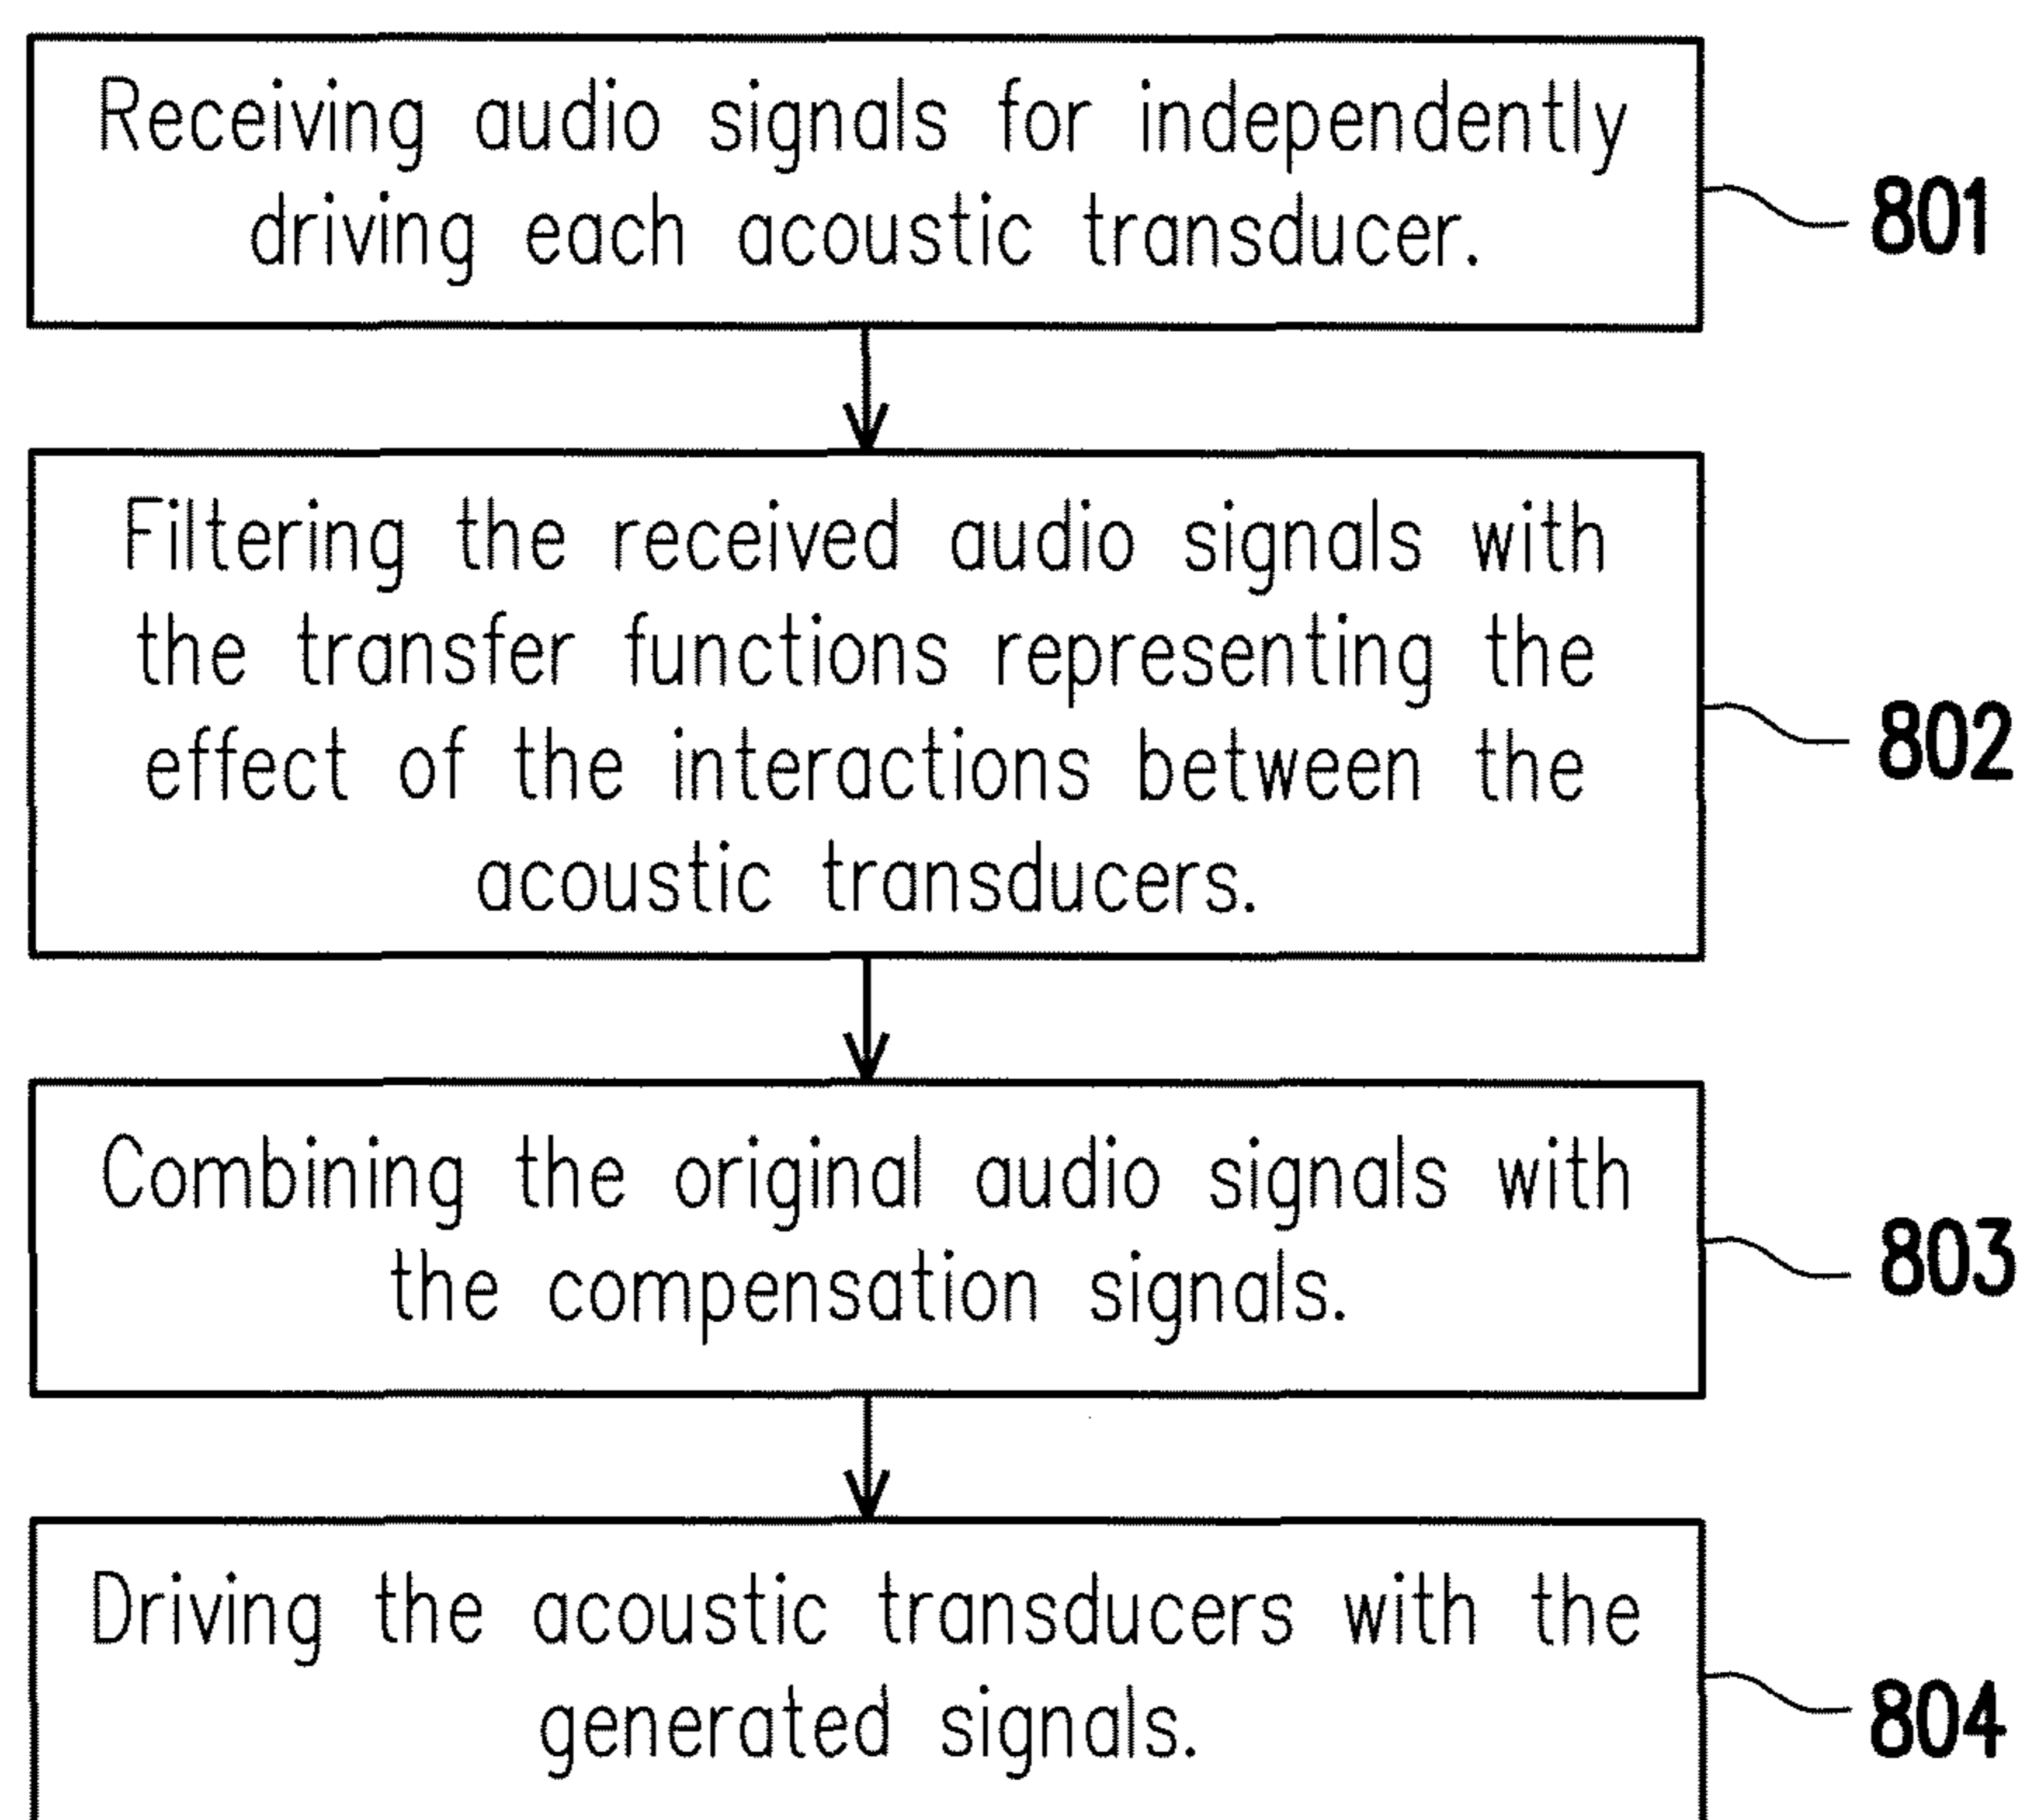 Receiving audio signals for independently
driving each acoustic transducer.
801
Filtering the received audio signals with
the transfer functions representing the
effect of the interactions between the
acoustic transducers.
802
Combining the original audio signals with
the compensation signals.
803
Driving the acoustic transducers with the
generated signals.
804